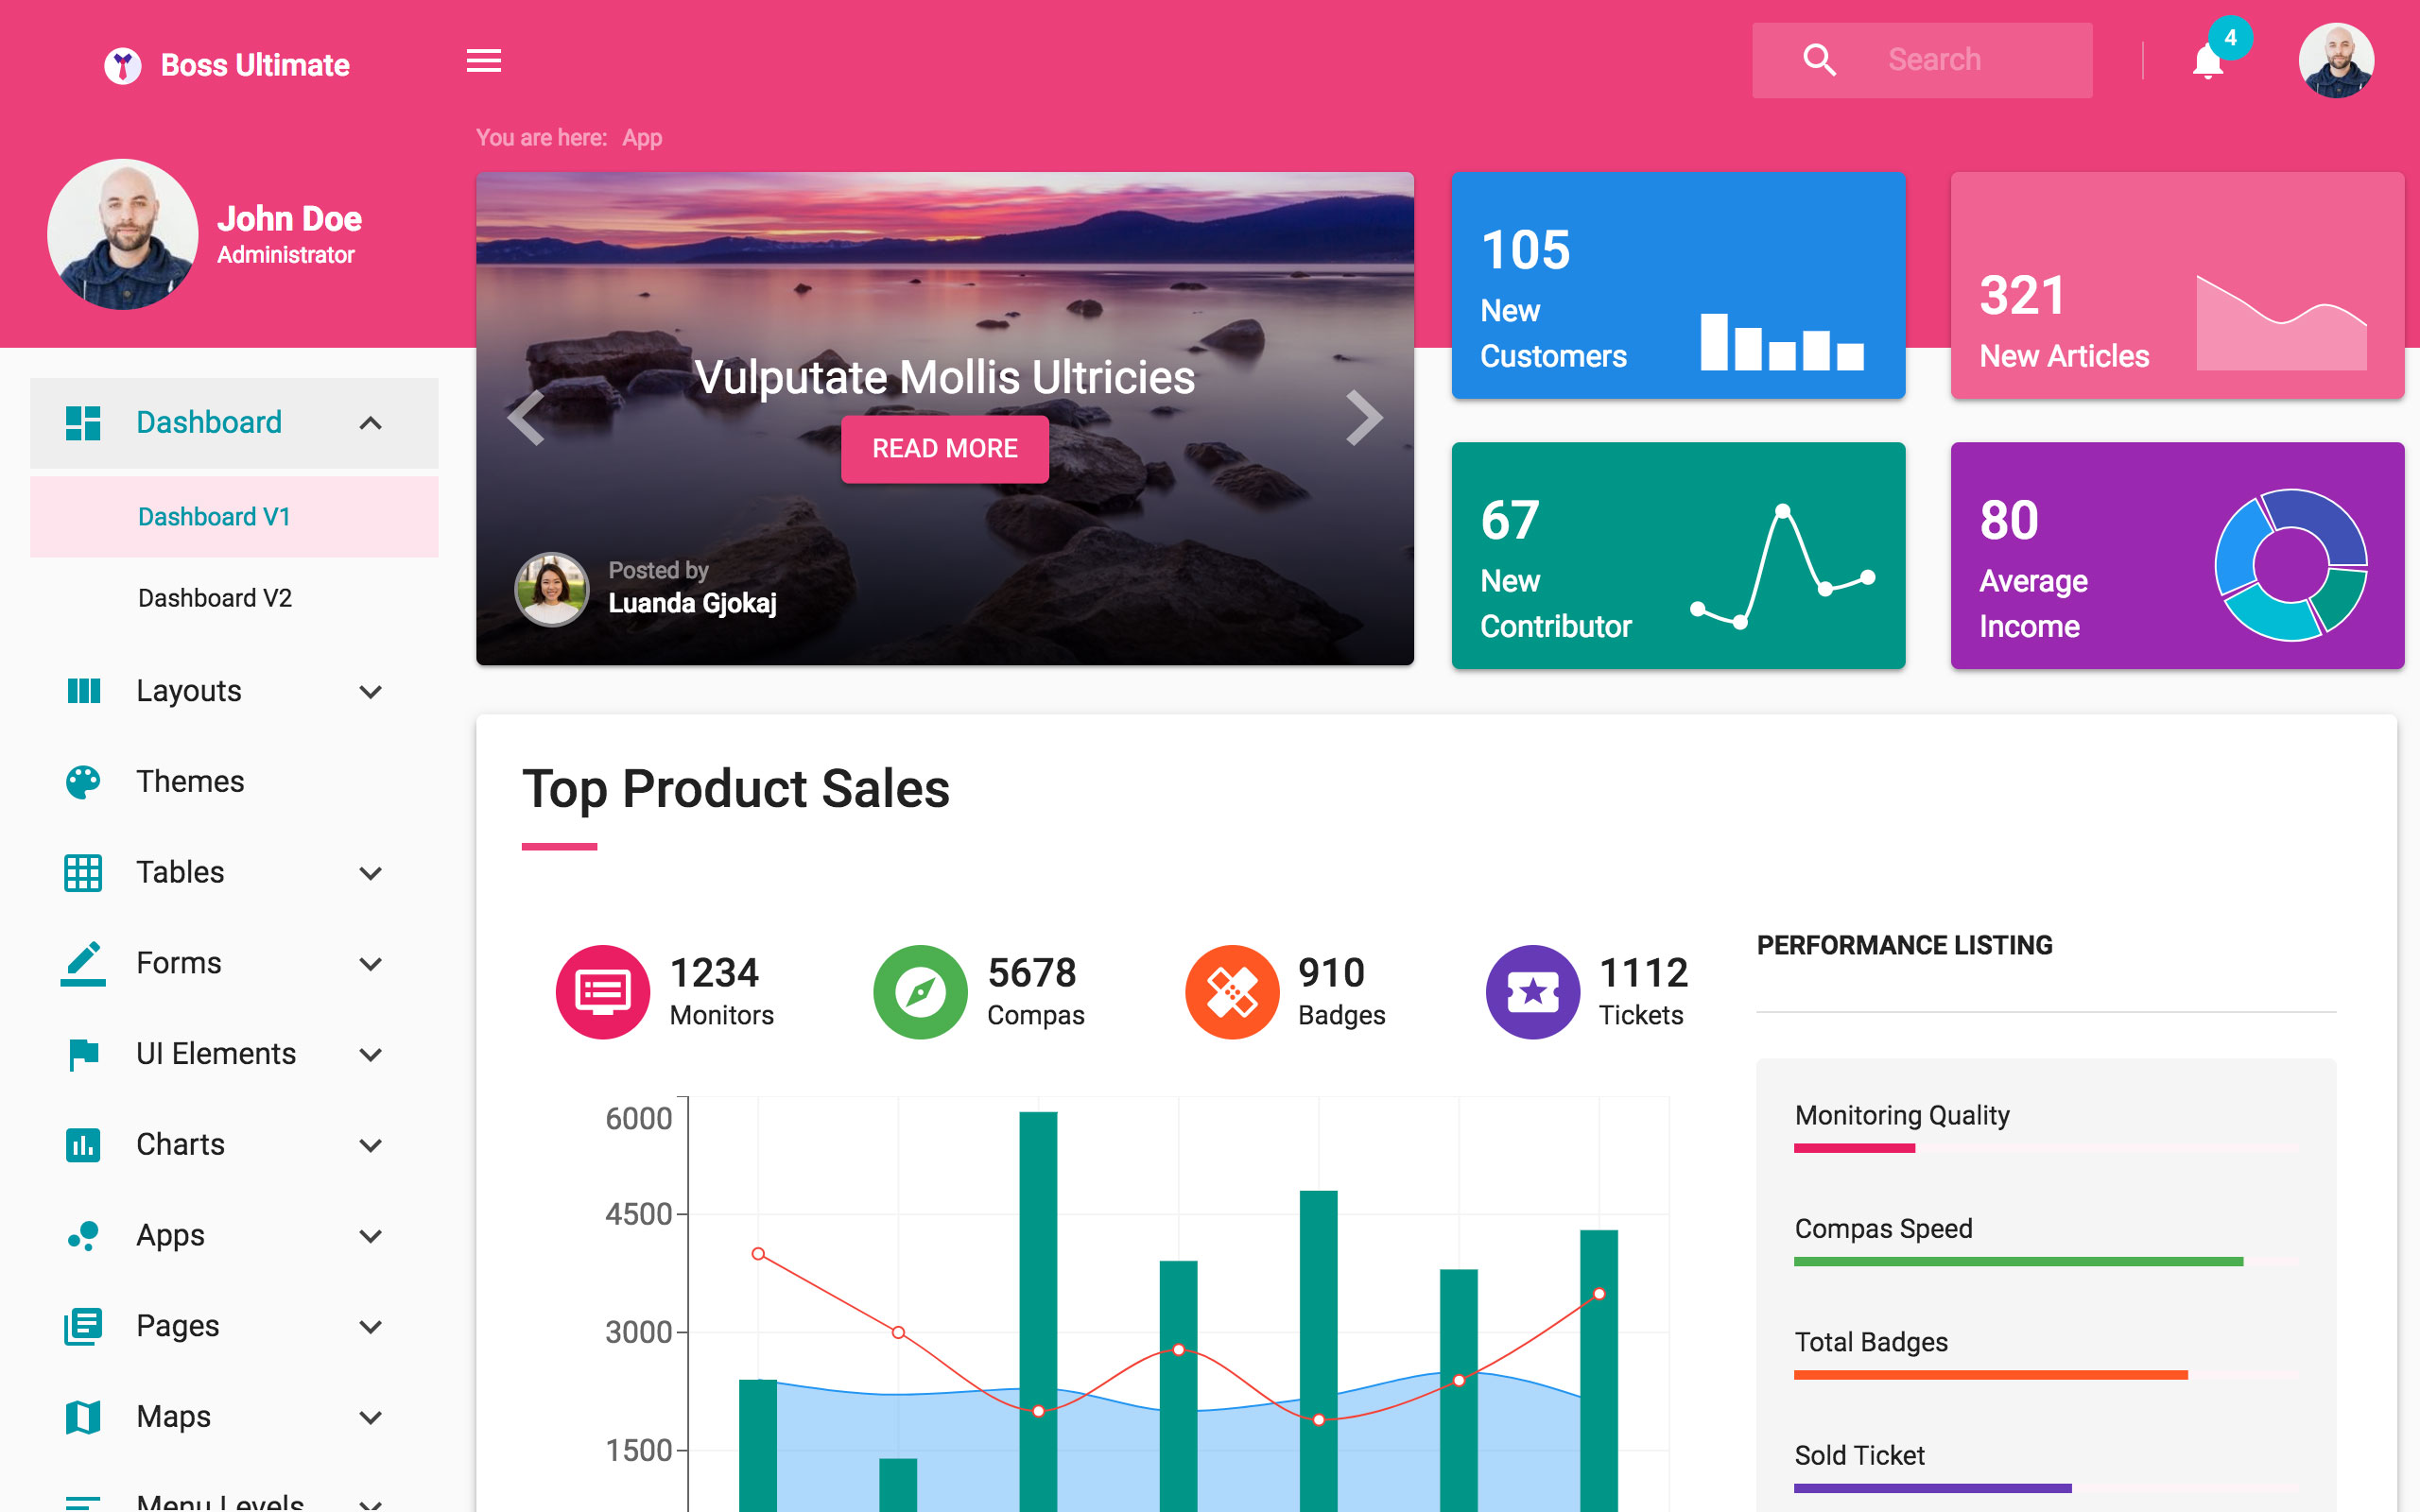 Boss Ultimate
Search
4
You are here: App
John Doe
Administrator
Dashboard
Dashboard V1
Dashboard V2
Layouts
Themes
Tables
Forms
UI Elements
Charts
Apps
Pages
Maps
Menu Levels
Vulputate Mollis Ultricies
READ MORE
Posted by
Luanda Gjokaj
105
New
Customers
321
New Articles
67
New
Contributor
80
Average
Income
Top Product Sales
1234
Monitors
5678
Compas
910
Badges
1112
Tickets
6000
4500
3000
1500
PERFORMANCE LISTING
Monitoring Quality
Compas Speed
Total Badges
Sold Ticket